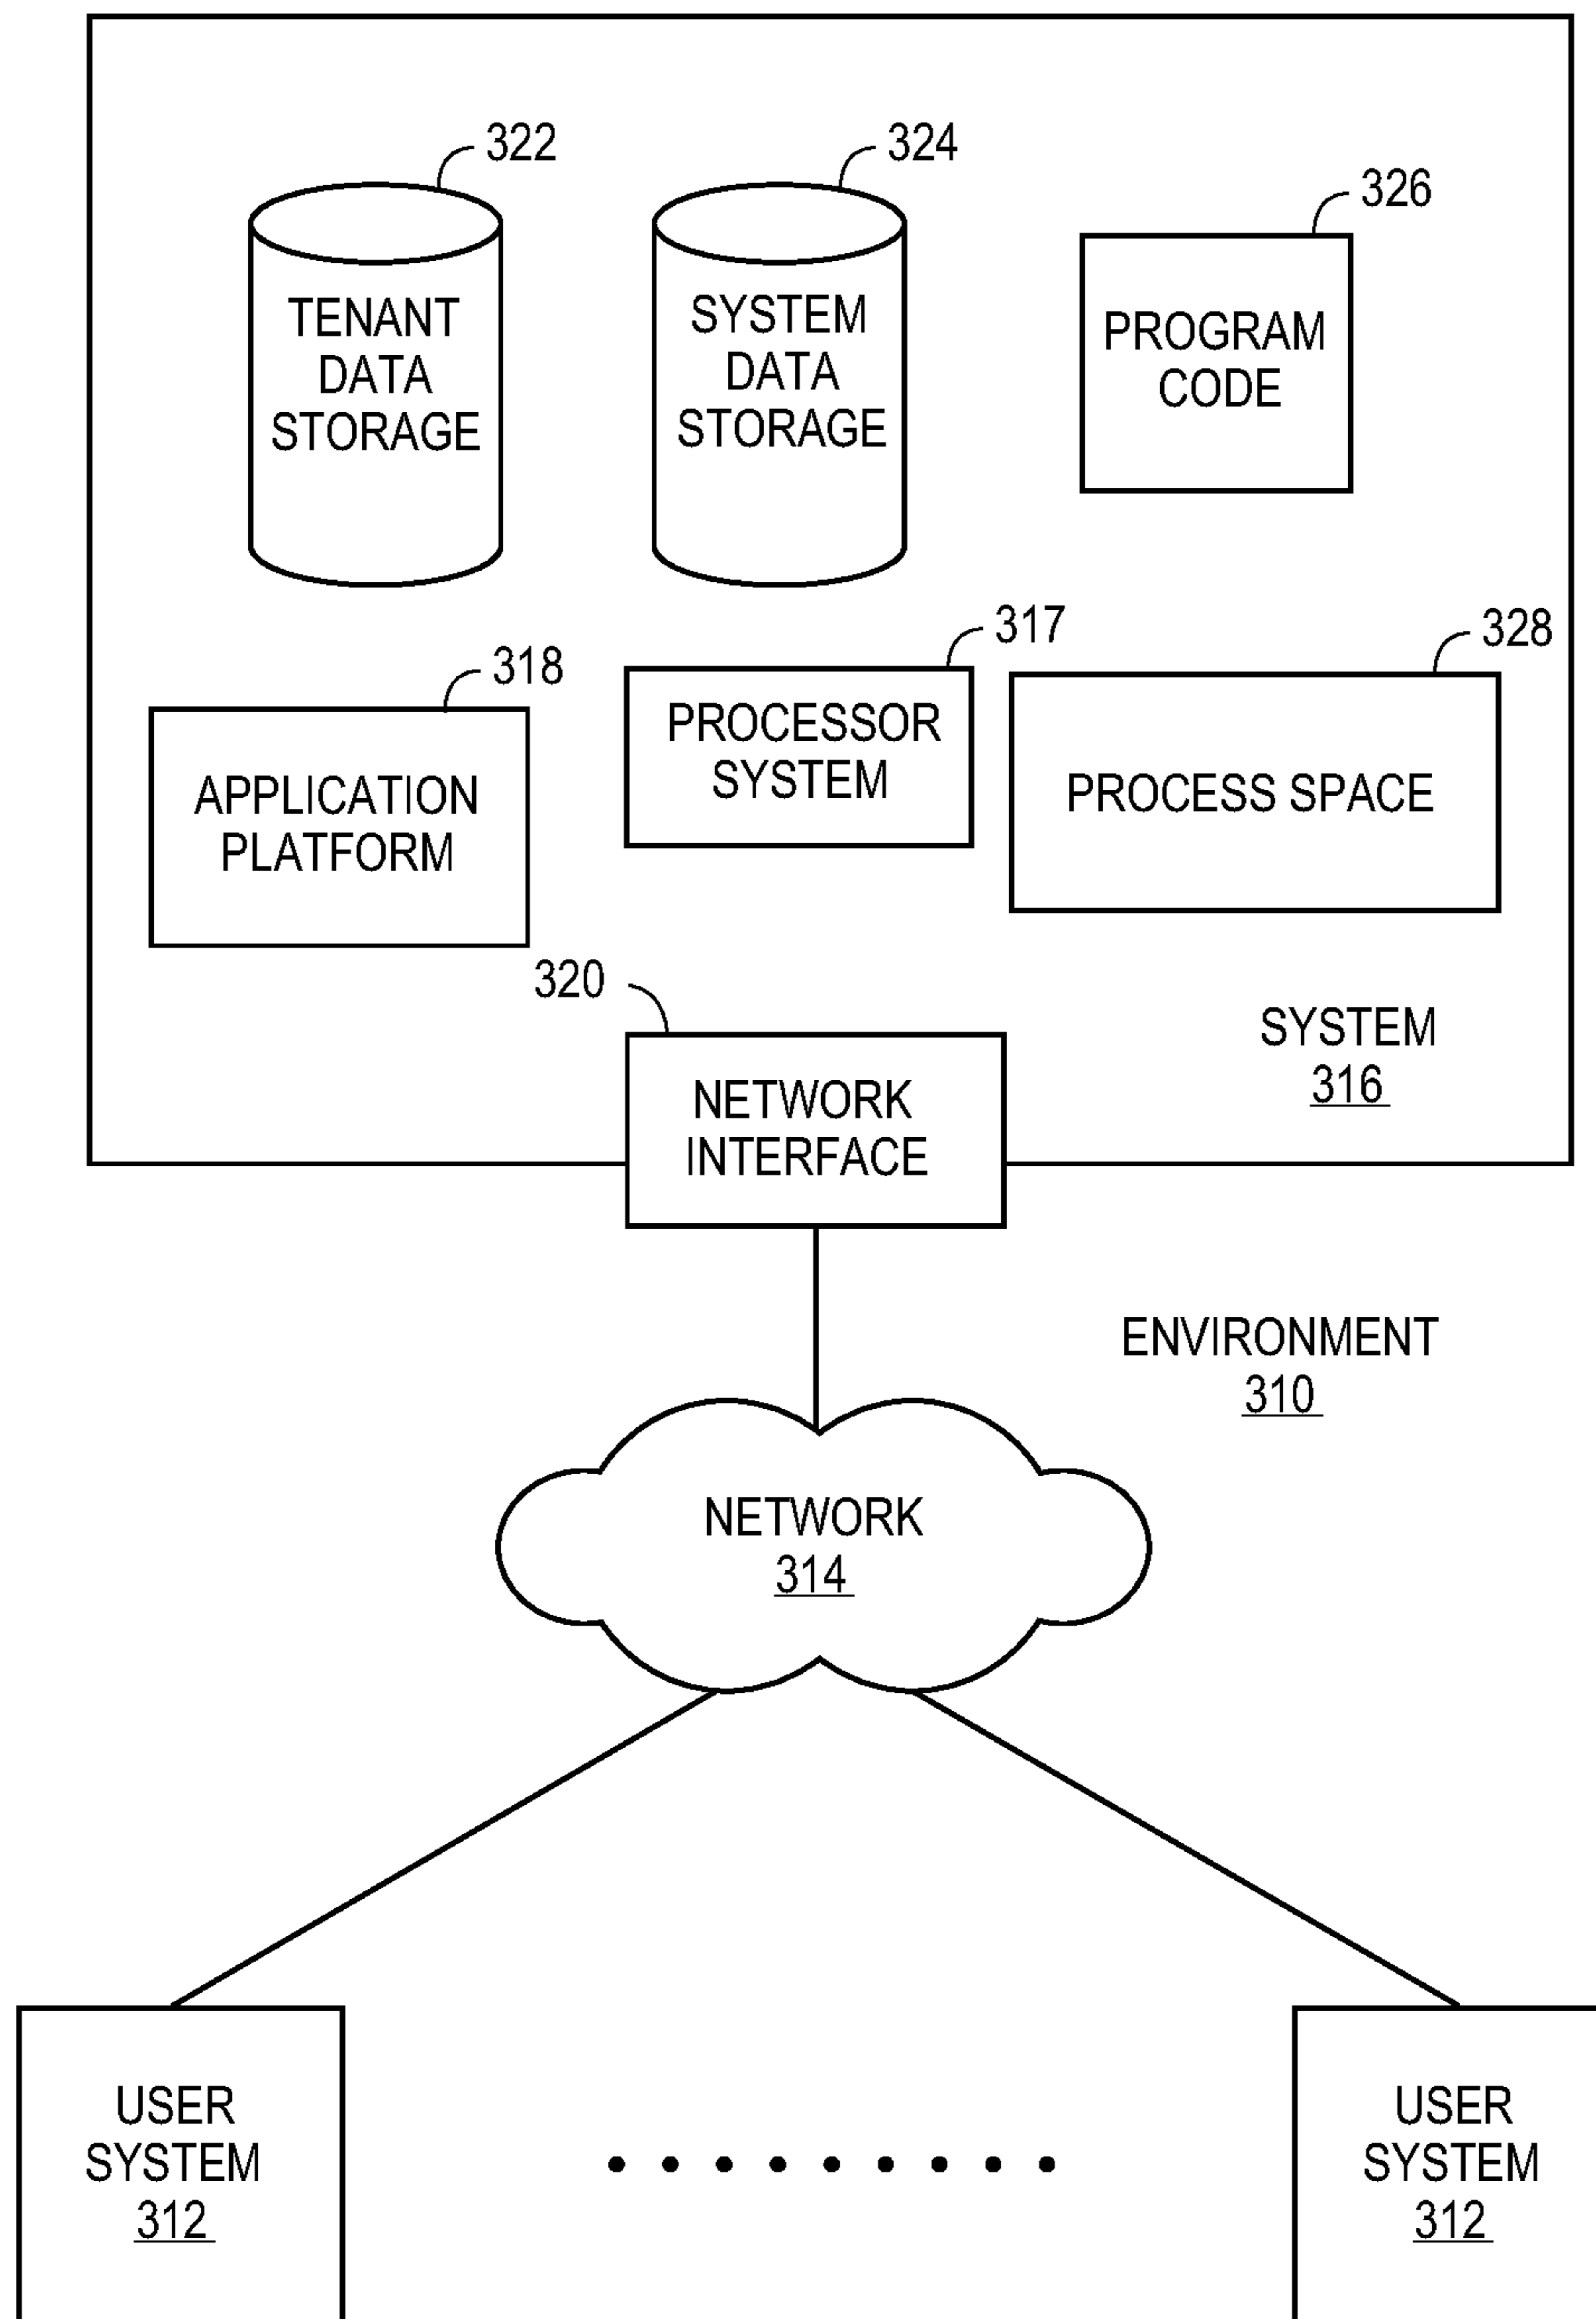 322
324
326
TENANT
DATA
STORAGE
SYSTEM
DATA
STORAGE
PROGRAM
CODE
318
317
328
APPLICATION
PLATFORM
PROCESSOR
SYSTEM
PROCESS SPACE
320
NETWORK
INTERFACE
SYSTEM
316
ENVIRONMENT
310
NETWORK
314
USER
SYSTEM
312
USER
SYSTEM
312